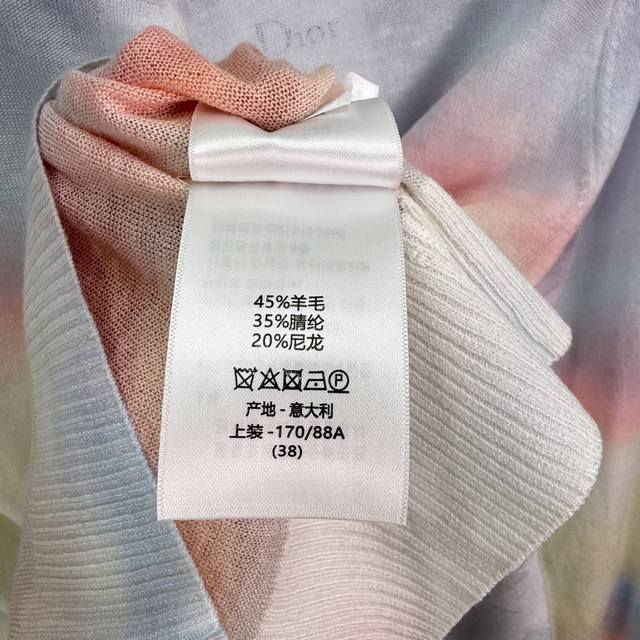 Dior
45%羊毛
35%腈纶
20%尼龙
产地-意大利
上装-170/88A
(38)